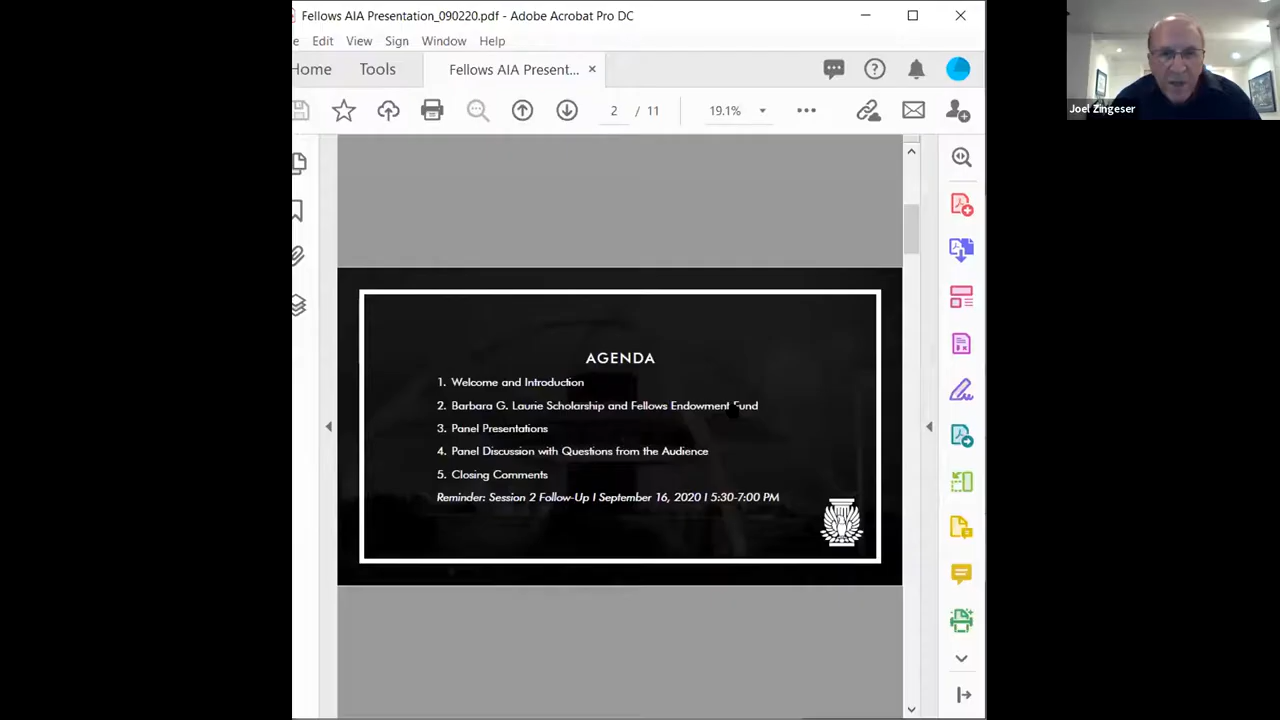 Fellows AIA Presentation_090220.pdf - Adobe Acrobat Pro DC
e Edit View Sign Window Help
Home Tools Fellows AIA Present... ×
2 / 11 19.1%
Joel Zingeser
AGENDA
1. Welcome and Introduction
2. Barbara G. Laurie Scholarship and Fellows Endowment Fund
3. Panel Presentations
4. Panel Discussion with Questions from the Audience
5. Closing Comments
Reminder: Session 2 Follow-Up I September 16, 2020 I 5:30-7:00 PM